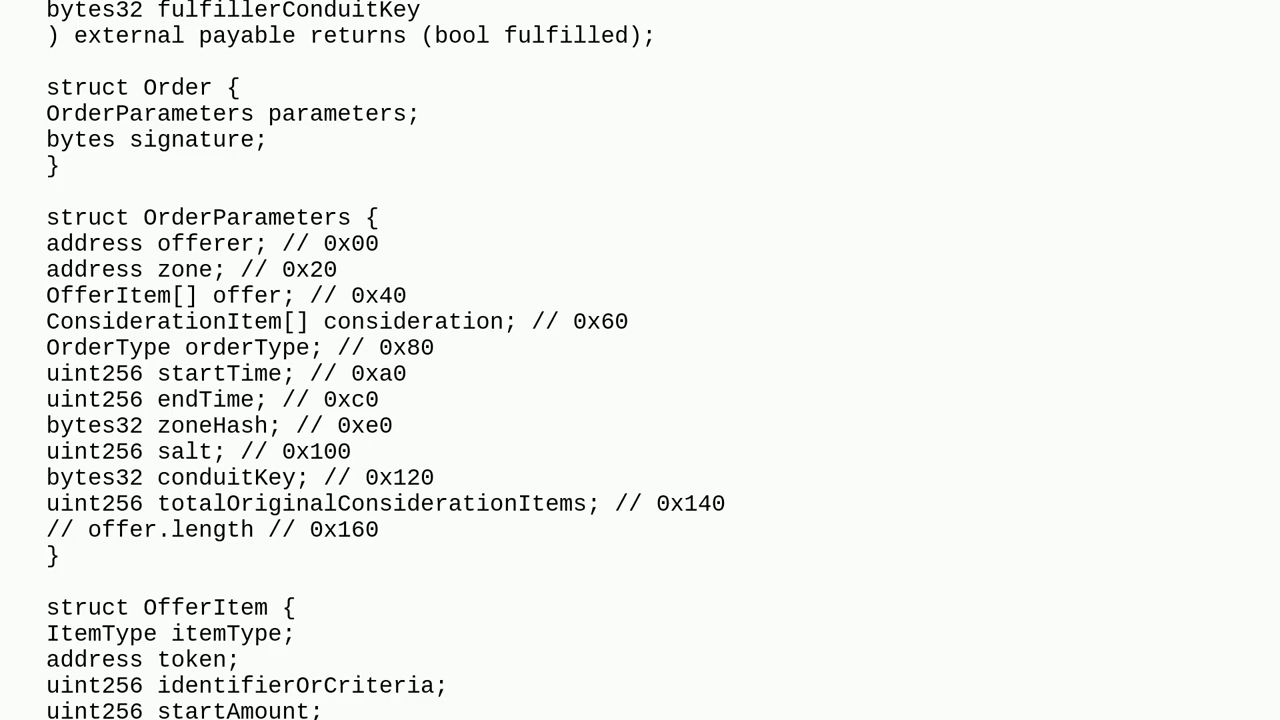 bytes32 fulfillerConduitKey
) external payable returns (bool fulfilled);
struct Order {
OrderParameters parameters;
bytes signature;
}
struct OrderParameters {
address offerer; // 0x00
address zone; // 0x20
OfferItem[] offer; // 0x40
ConsiderationItem[] consideration; // 0x60
OrderType orderType; // 0x80
uint256 startTime; // 0xa0
uint256 endTime; // 0xc0
bytes32 zoneHash; // 0xe0
uint256 salt; // 0x100
bytes32 conduitKey; // 0x120
uint256 totalOriginalConsiderationItems; // 0x140
// offer.length // 0x160
}
struct OfferItem {
ItemType itemType;
address token;
uint256 identifierOrCriteria;
uint256 startAmount;